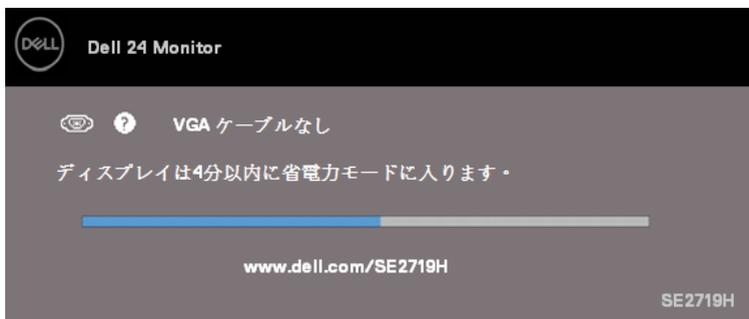 DELL
Dell 24 Monitor
? VGA ケーブルなし
ディスプレイは4分以内に省電力モードに入ります。
www.dell.com/SE2719H
SE2719H